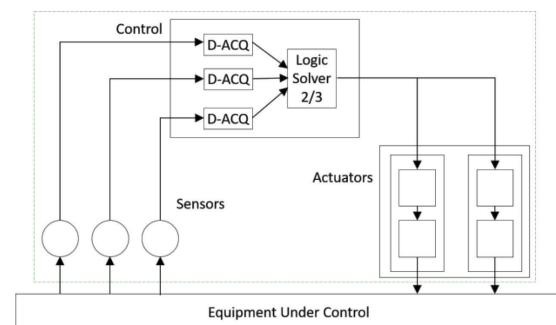 Control
D-ACQ
D-ACQ
D-ACQ
Logic
Solver
2/3
Actuators
Sensors
Equipment Under Control